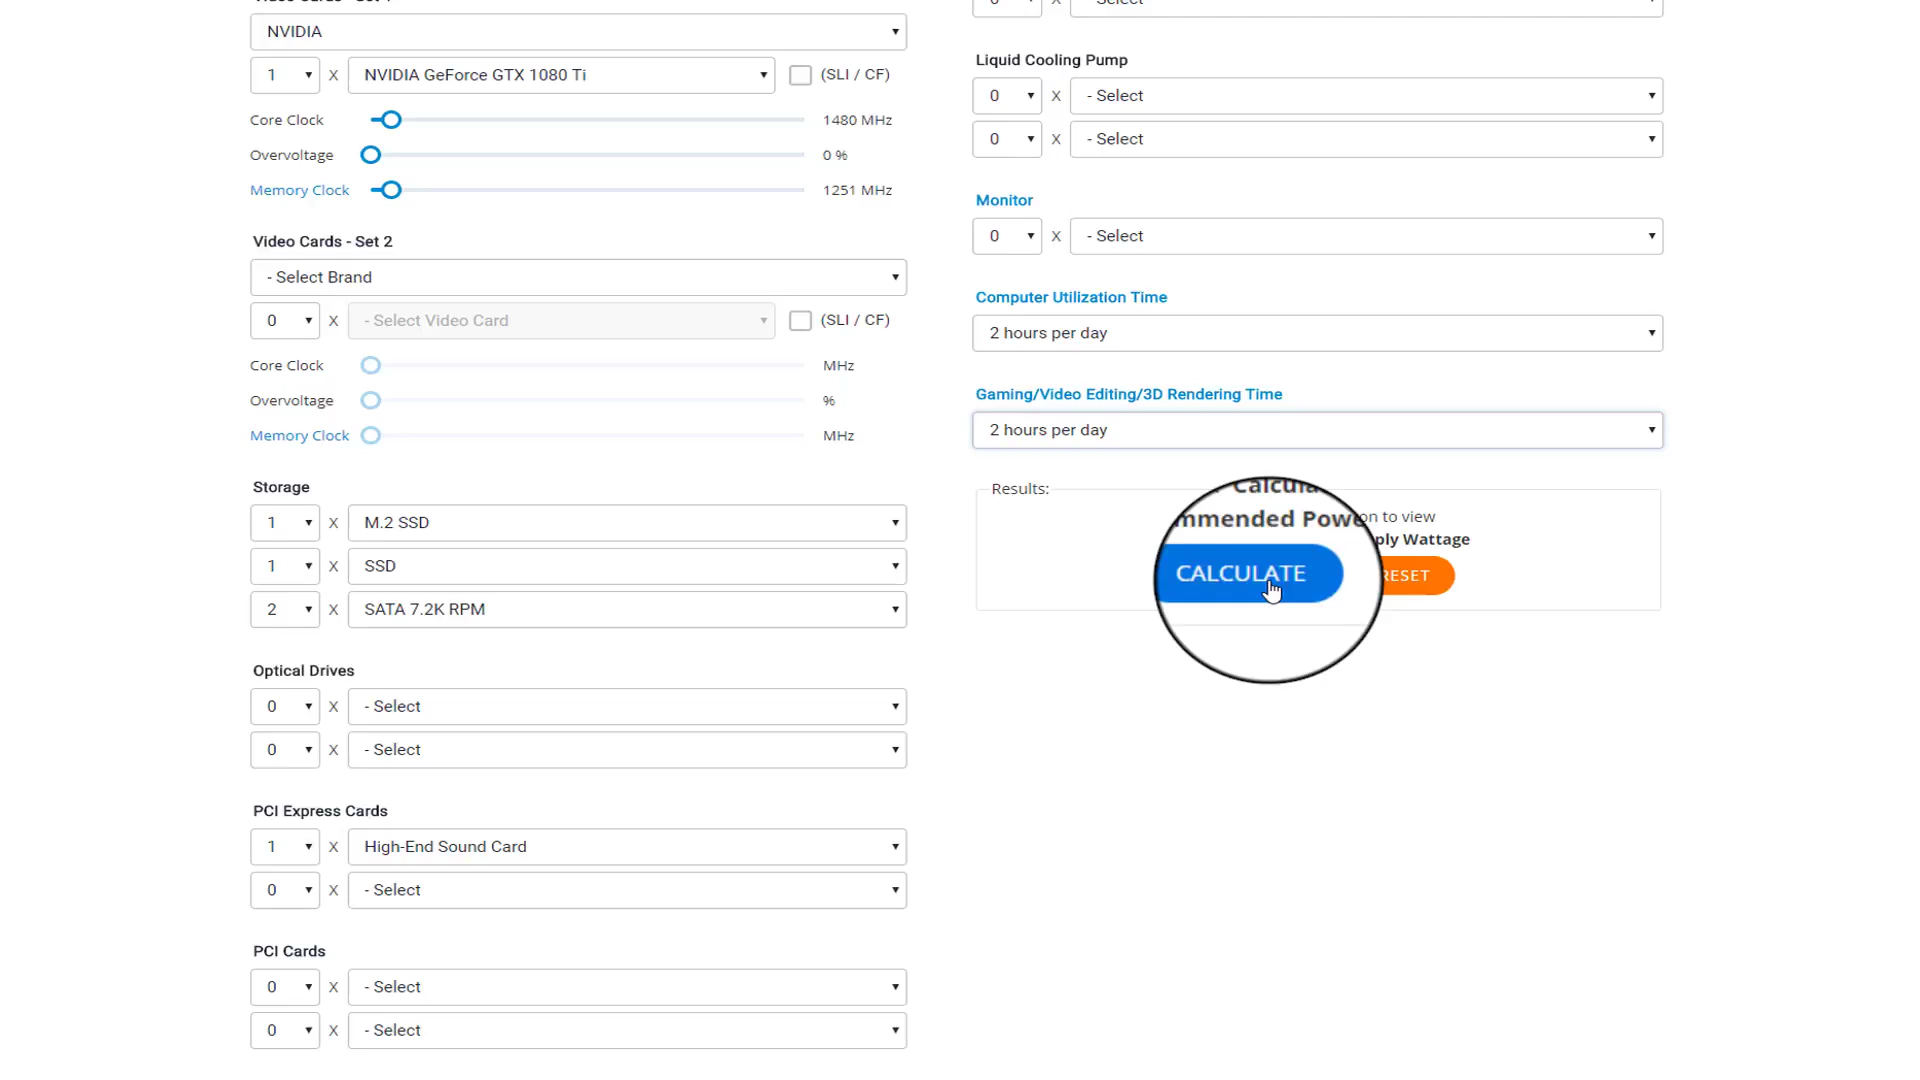 NVIDIA
1 X NVIDIA GeForce GTX 1080 Ti (SLI / CF)
Core Clock 1480 MHz
Overvoltage 0 %
Memory Clock 1251 MHz
Video Cards - Set 2
- Select Brand
0 X - Select Video Card (SLI / CF)
Core Clock MHz
Overvoltage %
Memory Clock MHz
Storage
1 X M.2 SSD
1 X SSD
2 X SATA 7.2K RPM
Optical Drives
0 X - Select
0 X - Select
PCI Express Cards
1 X High-End Sound Card
0 X - Select
PCI Cards
0 X - Select
0 X - Select
Liquid Cooling Pump
0 X - Select
0 X - Select
Monitor
0 X - Select
Computer Utilization Time
2 hours per day
Gaming/Video Editing/3D Rendering Time
2 hours per day
Results:
on to view
mmended Powe ply Wattage
CALCULATE RESET